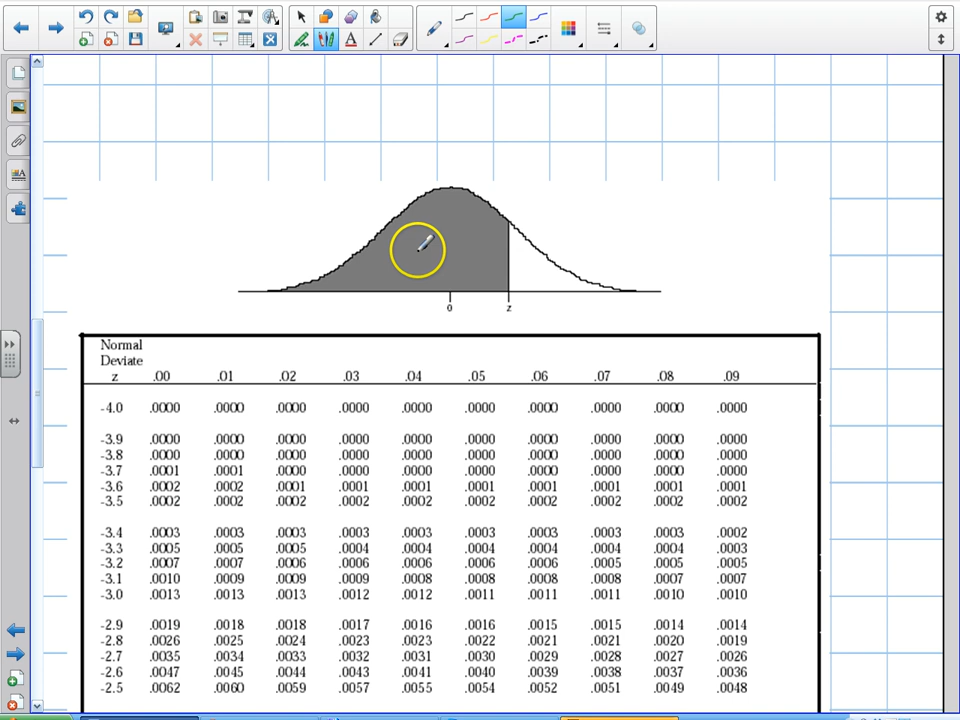 0 z
Normal
Deviate
z .00 .01 .02 .03 .04 .05 .06 .07 .08 .09
-4.0 .0000 .0000 .0000 .0000 .0000 .0000 .0000 .0000 .0000 .0000
-3.9 .0000 .0000 .0000 .0000 .0000 .0000 .0000 .0000 .0000 .0000
-3.8 .0000 .0000 .0000 .0000 .0000 .0000 .0000 .0000 .0000 .0000
-3.7 .0001 .0001 .0000 .0000 .0000 .0000 .0000 .0000 .0000 .0000
-3.6 .0002 .0002 .0001 .0001 .0001 .0001 .0001 .0001 .0001 .0001
-3.5 .0002 .0002 .0002 .0002 .0002 .0002 .0002 .0002 .0002 .0002
-3.4 .0003 .0003 .0003 .0003 .0003 .0003 .0003 .0003 .0003 .0002
-3.3 .0005 .0005 .0005 .0004 .0004 .0004 .0004 .0004 .0004 .0003
-3.2 .0007 .0007 .0006 .0006 .0006 .0006 .0006 .0005 .0005 .0005
-3.1 .0010 .0009 .0009 .0009 .0008 .0008 .0008 .0008 .0007 .0007
-3.0 .0013 .0013 .0013 .0012 .0012 .0011 .0011 .0011 .0010 .0010
-2.9 .0019 .0018 .0018 .0017 .0016 .0016 .0015 .0015 .0014 .0014
-2.8 .0026 .0025 .0024 .0023 .0023 .0022 .0021 .0021 .0020 .0019
-2.7 .0035 .0034 .0033 .0032 .0031 .0030 .0029 .0028 .0027 .0026
-2.6 .0047 .0045 .0044 .0043 .0041 .0040 .0039 .0038 .0037 .0036
-2.5 .0062 .0060 .0059 .0057 .0055 .0054 .0052 .0051 .0049 .0048